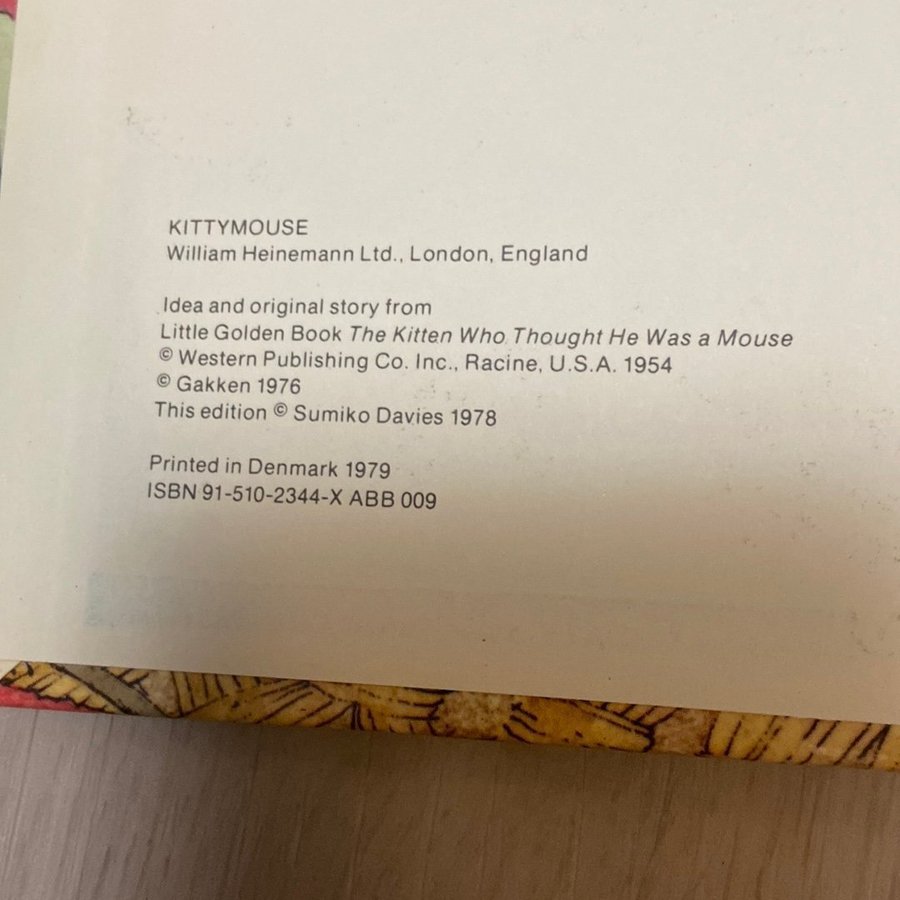 KITTYMOUSE
William Heinemann Ltd., London, England
Idea and original story from
Little Golden Book The Kitten Who Thought He Was a Mouse
© Western Publishing Co. Inc., Racine, U.S.A. 1954
© Gakken 1976
This edition © Sumiko Davies 1978
Printed in Denmark 1979
ISBN 91-510-2344-X ABB 009